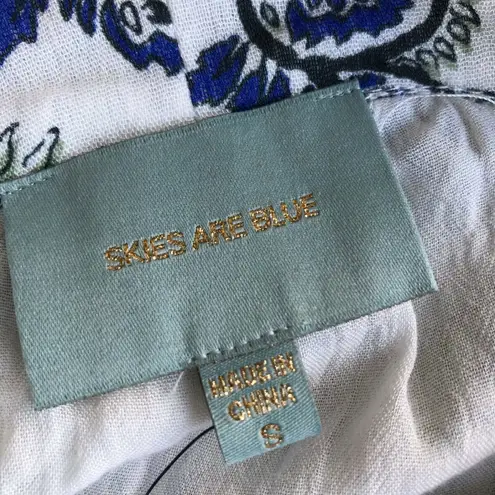 SKIES ARE BLUE
MADE IN
CHINA
S